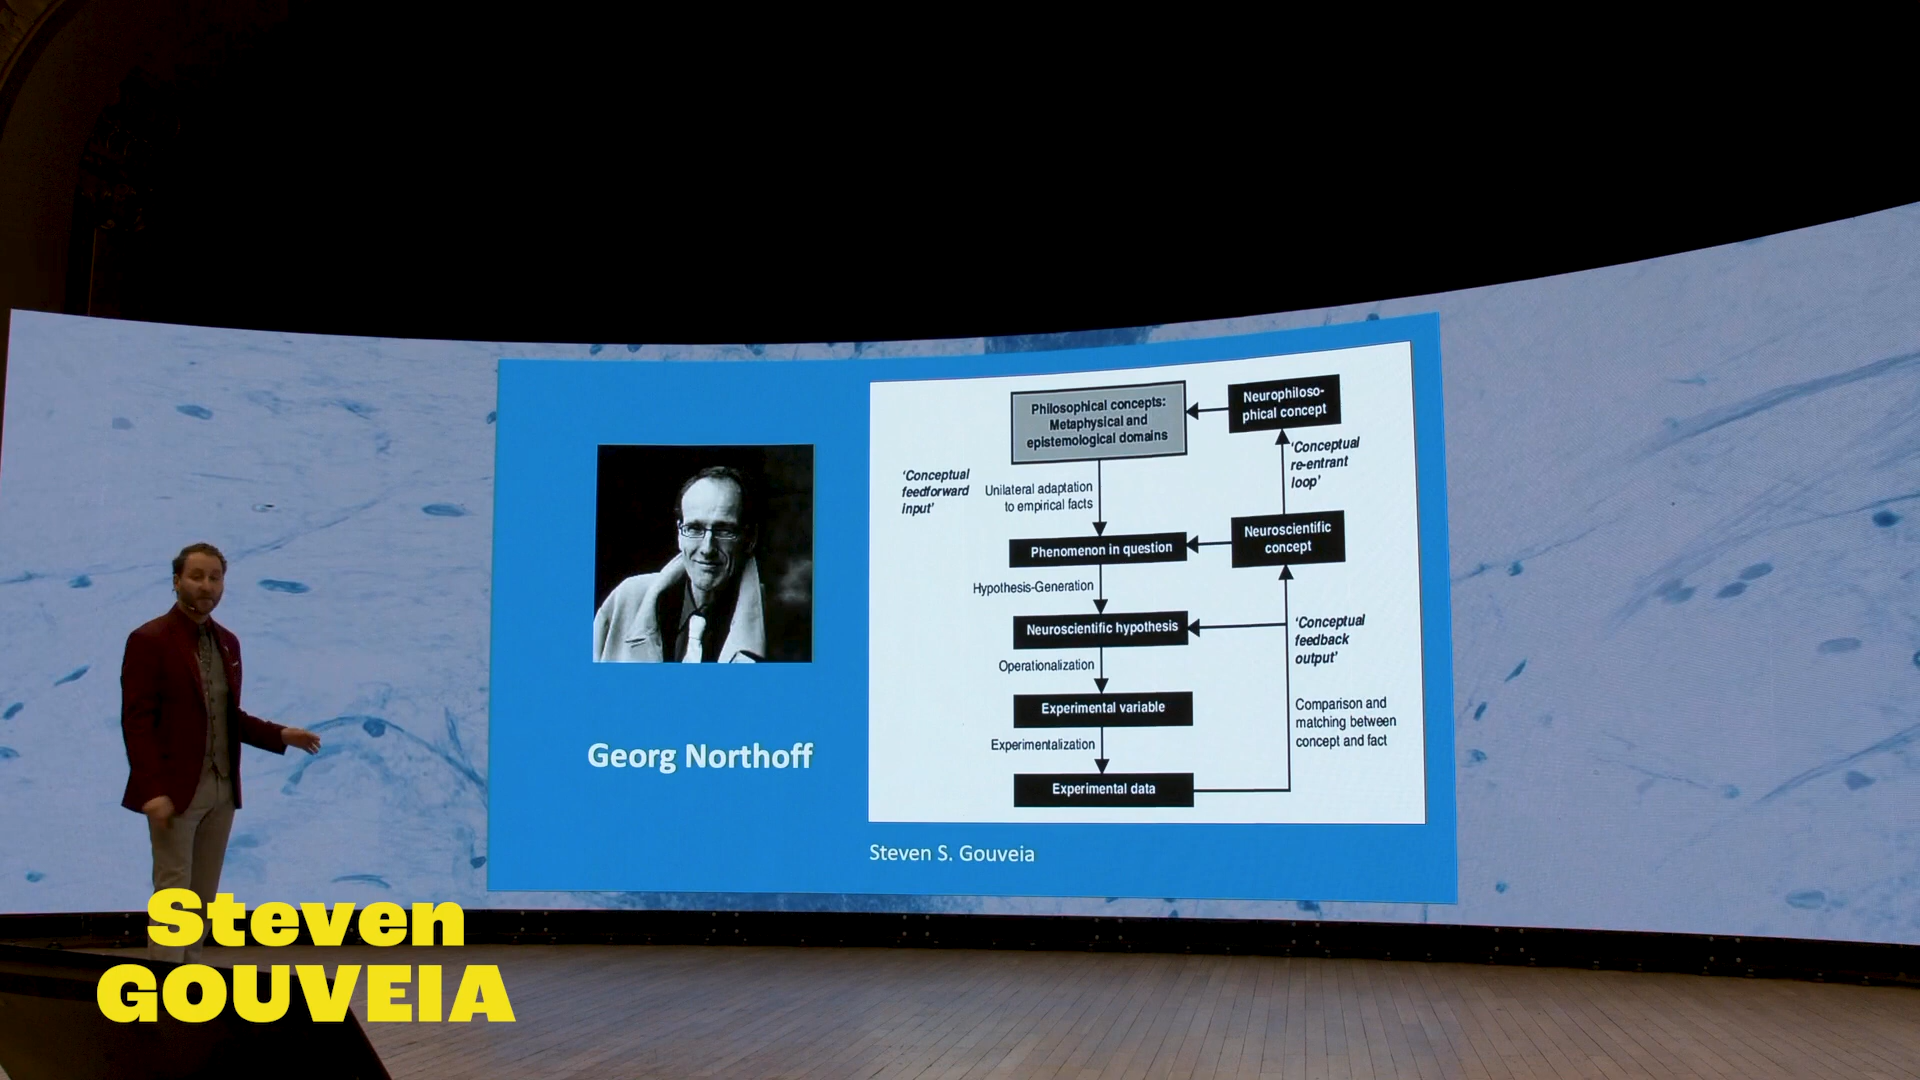 Philosophical concepts:
Metaphysical and
epistemological domains
Neurophiloso-
phical concept
'Conceptual
feedforward
input'
Unilateral adaptation
to empirical facts
'Conceptual
re-entrant
loop'
Phenomenon in question
Neuroscientific
concept
Hypothesis-Generation
Neuroscientific hypothesis
'Conceptual
feedback
output'
Operationalization
Experimental variable
Comparison and
matching between
concept and fact
Experimentalization
Experimental data
Georg Northoff
Steven S. Gouveia
Steven
GOUVEIA